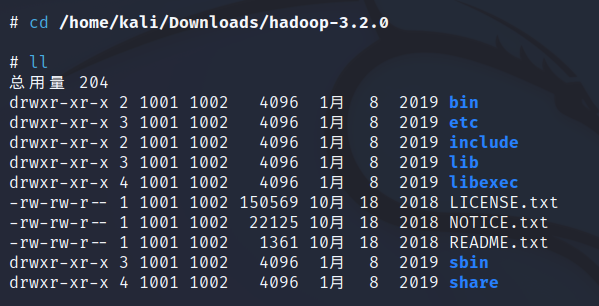 # cd /home/kali/Downloads/hadoop-3.2.0
# ll
总用量 204
drwxr-xr-x 2 1001 1002   4096  1月  8  2019 bin
drwxr-xr-x 3 1001 1002   4096  1月  8  2019 etc
drwxr-xr-x 2 1001 1002   4096  1月  8  2019 include
drwxr-xr-x 3 1001 1002   4096  1月  8  2019 lib
drwxr-xr-x 4 1001 1002   4096  1月  8  2019 libexec
-rw-rw-r-- 1 1001 1002 150569 10月 18  2018 LICENSE.txt
-rw-rw-r-- 1 1001 1002  22125 10月 18  2018 NOTICE.txt
-rw-rw-r-- 1 1001 1002   1361 10月 18  2018 README.txt
drwxr-xr-x 3 1001 1002   4096  1月  8  2019 sbin
drwxr-xr-x 4 1001 1002   4096  1月  8  2019 share